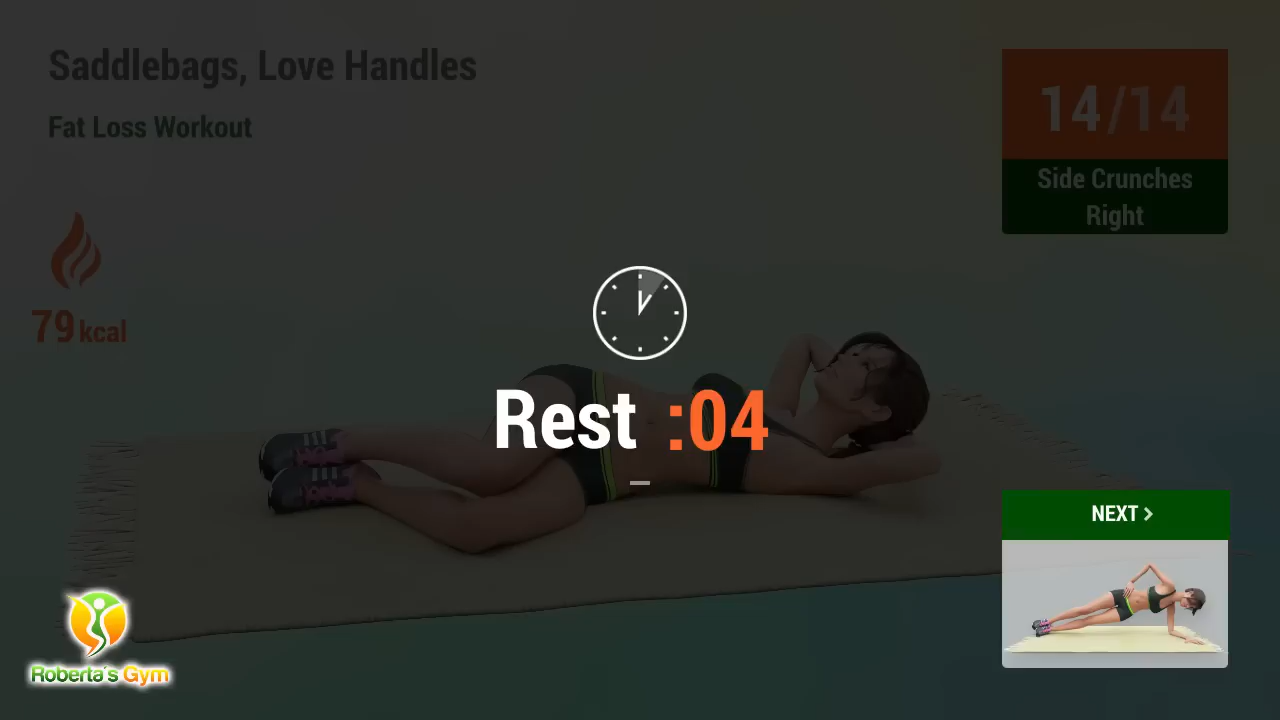 Saddlebags, Love Handles
Fat Loss Workout
14/14
Side Crunches
Right
79 kcal
Rest :04
NEXT >
Roberta's Gym